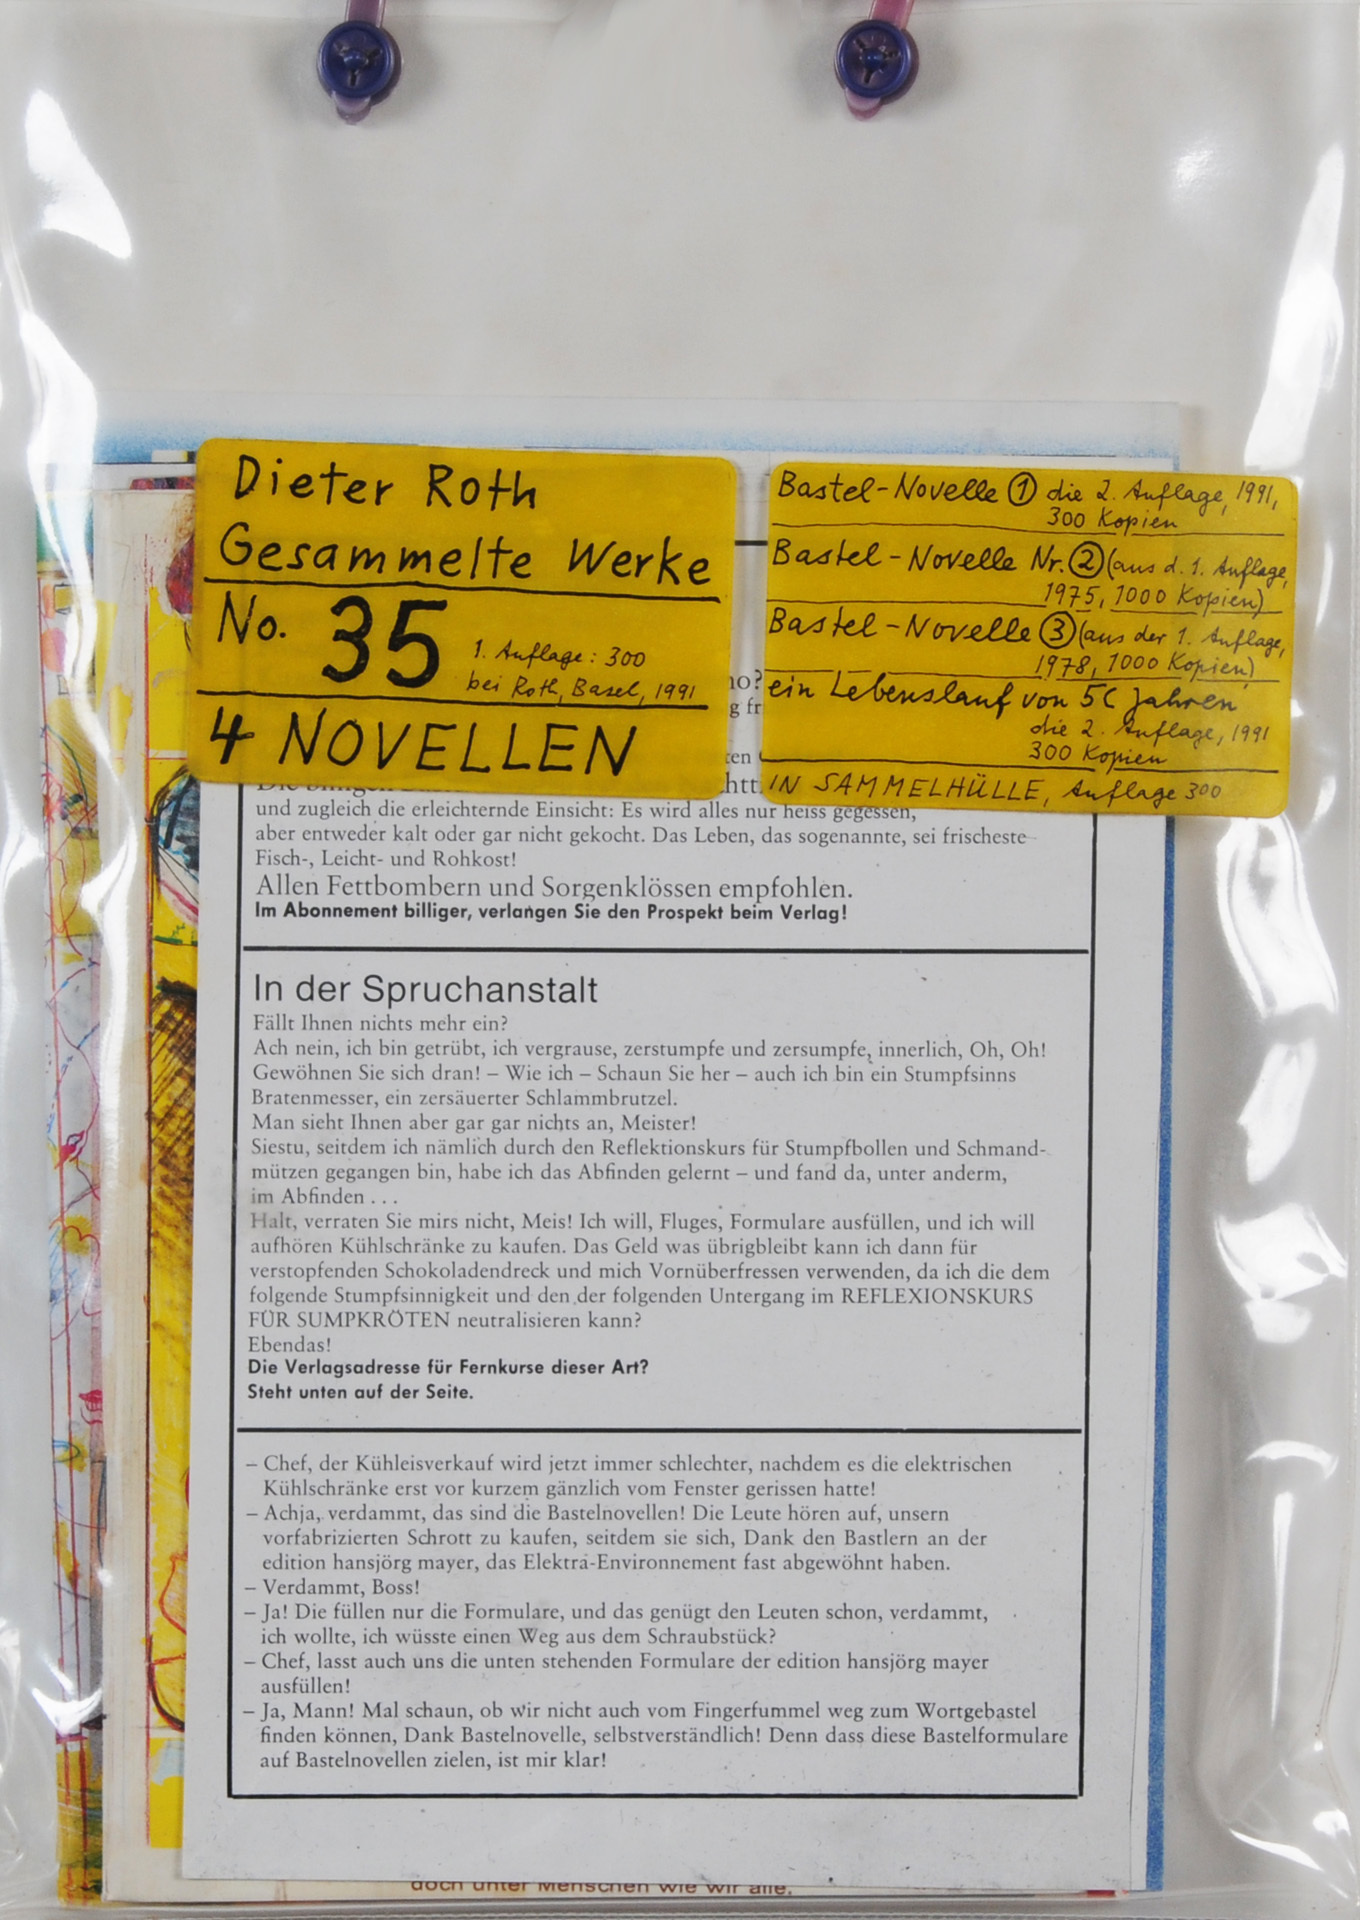 Dieter Roth
Gesammelte Werke
No. 35
1. Auflage: 300
bei Roth, Basel, 1991
4 NOVELLEN
Bastel-Novelle ① die 2. Auflage, 1991,
300 Kopien
Bastel-Novelle Nr. ② (aus d. 1. Auflage,
1975, 1000 Kopien)
Bastel-Novelle ③ (aus der 1. Auflage,
1978, 1000 Kopien)
ein Lebenslauf von 50 Jahren
die 2. Auflage, 1991
300 Kopien
IN SAMMELHÜLLE, Auflage 300
und zugleich die erleichternde Einsicht: Es wird alles nur heiss gegessen,
aber entweder kalt oder gar nicht gekocht. Das Leben, das sogenannte, sei frischeste
Fisch-, Leicht- und Rohkost!
Allen Fettbombern und Sorgenklössen empfohlen.
Im Abonnement billiger, verlangen Sie den Prospekt beim Verlag!
In der Spruchanstalt
Fällt Ihnen nichts mehr ein?
Ach nein, ich bin getrübt, ich vergrause, zerstumpfe und zersumpfe, innerlich, Oh, Oh!
Gewöhnen Sie sich dran! – Wie ich – Schaun Sie her – auch ich bin ein Stumpfsinns
Bratenmesser, ein zersäuerter Schlammbrutzel.
Man sieht Ihnen aber gar gar nichts an, Meister!
Siestu, seitdem ich nämlich durch den Reflektionskurs für Stumpfbollen und Schmand-
mützen gegangen bin, habe ich das Abfinden gelernt – und fand da, unter anderm,
im Abfinden . . .
Halt, verraten Sie mirs nicht, Meis! Ich will, Fluges, Formulare ausfüllen, und ich will
aufhören Kühlschränke zu kaufen. Das Geld was übrigbleibt kann ich dann für
verstopfenden Schokoladendreck und mich Vornüberfressen verwenden, da ich die dem
folgende Stumpfsinnigkeit und den der folgenden Untergang im REFLEXIONSKURS
FÜR SUMPKRÖTEN neutralisieren kann?
Ebendas!
Die Verlagsadresse für Fernkurse dieser Art?
Steht unten auf der Seite.
– Chef, der Kühleisverkauf wird jetzt immer schlechter, nachdem es die elektrischen
Kühlschränke erst vor kurzem gänzlich vom Fenster gerissen hatte!
– Achja, verdammt, das sind die Bastelnovellen! Die Leute hören auf, unsern
vorfabrizierten Schrott zu kaufen, seitdem sie sich, Dank den Bastlern an der
edition hansjörg mayer, das Elektra-Environnement fast abgewöhnt haben.
– Verdammt, Boss!
– Ja! Die füllen nur die Formulare, und das genügt den Leuten schon, verdammt,
ich wollte, ich wüsste einen Weg aus dem Schraubstück?
– Chef, lasst auch uns die unten stehenden Formulare der edition hansjörg mayer
ausfüllen!
– Ja, Mann! Mal schaun, ob wir nicht auch vom Fingerfummel weg zum Wortgebastel
finden können, Dank Bastelnovelle, selbstverständlich! Denn dass diese Bastelformulare
auf Bastelnovellen zielen, ist mir klar!
doch unter Menschen wie wir alle.